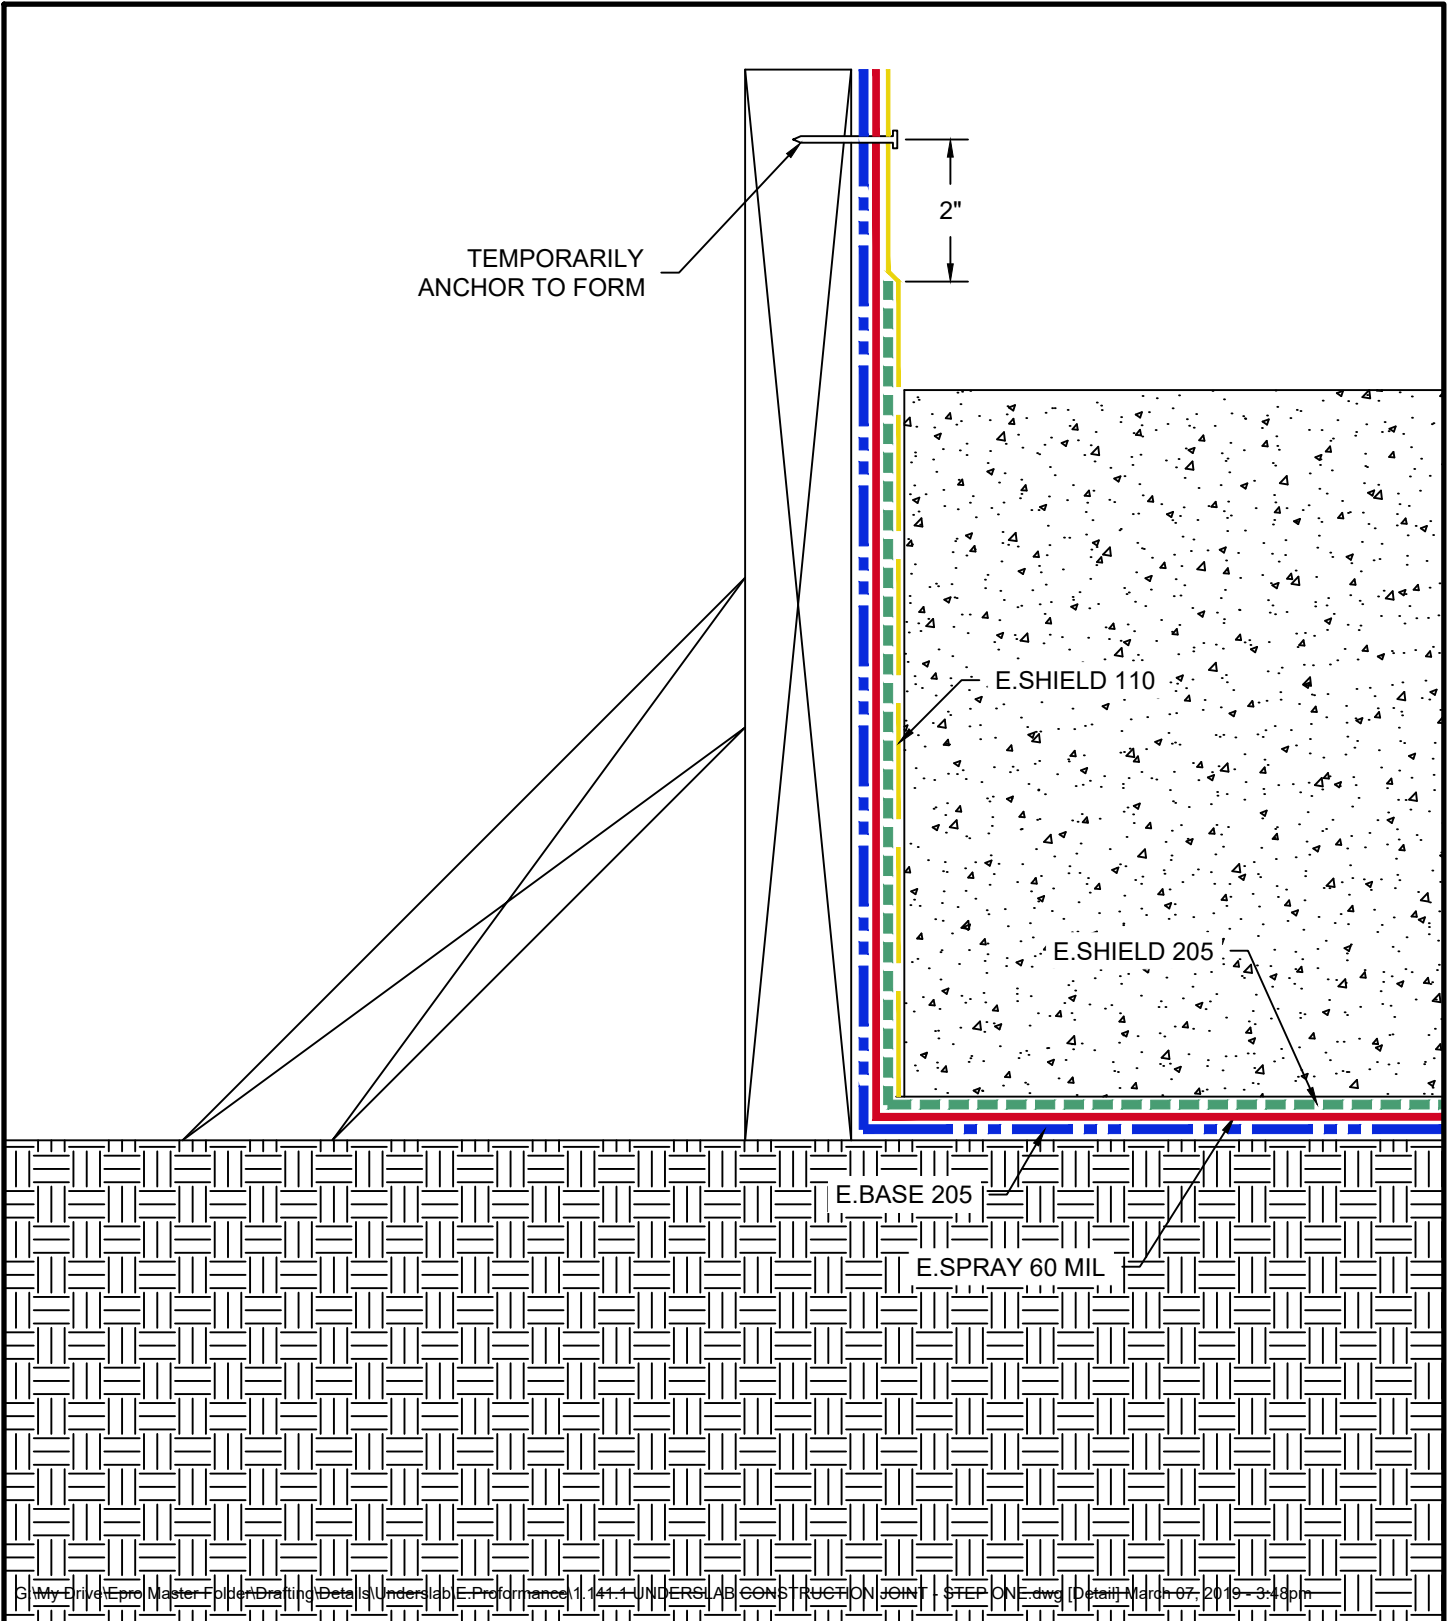 2"
TEMPORARILY
ANCHOR TO FORM
E.SHIELD 110
E.SHIELD 205
E.BASE 205
E.SPRAY 60 MIL
G:\My Drive\Epro Master Folder\Drafting\Details\Underslab\E.Proformance\1.141.1 UNDERSLAB CONSTRUCTION JOINT - STEP ONE.dwg [Detail] March 07, 2019 - 3:48pm